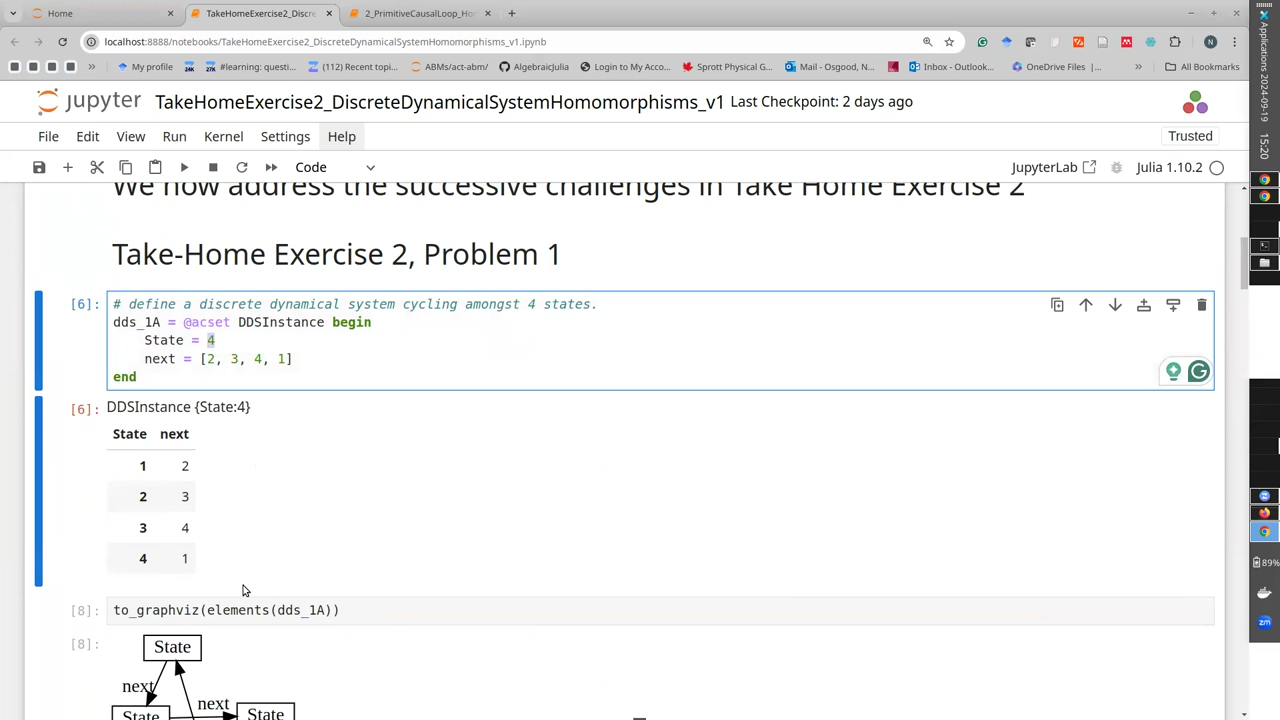 Home
TakeHomeExercise2_Discre
2_PrimitiveCausalLoop_Ho
localhost:8888/notebooks/TakeHomeExercise2_DiscreteDynamicalSystemHomomorphisms_v1.ipynb
My profile
#learning: questi...
(112) Recent topi...
ABMs/act-abm/
AlgebraicJulia
Login to My Acco...
Sprott Physical G...
Mail - Osgood, N...
Inbox - Outlook...
OneDrive Files |...
All Bookmarks
jupyter TakeHomeExercise2_DiscreteDynamicalSystemHomomorphisms_v1 Last Checkpoint: 2 days ago
File Edit View Run Kernel Settings Help
Trusted
Code
JupyterLab
Julia 1.10.2
Applications 2024-09-19 15:20
89%
zm
We now address the successive challenges in Take Home Exercise 2
Take-Home Exercise 2, Problem 1
[6]: # define a discrete dynamical system cycling amongst 4 states.
dds_1A = @acset DDSInstance begin
State = 4
next = [2, 3, 4, 1]
end
[6]: DDSInstance {State:4}
State next
1 2
2 3
3 4
4 1
[8]: to_graphviz(elements(dds_1A))
[8]:
State
next
next
State
State